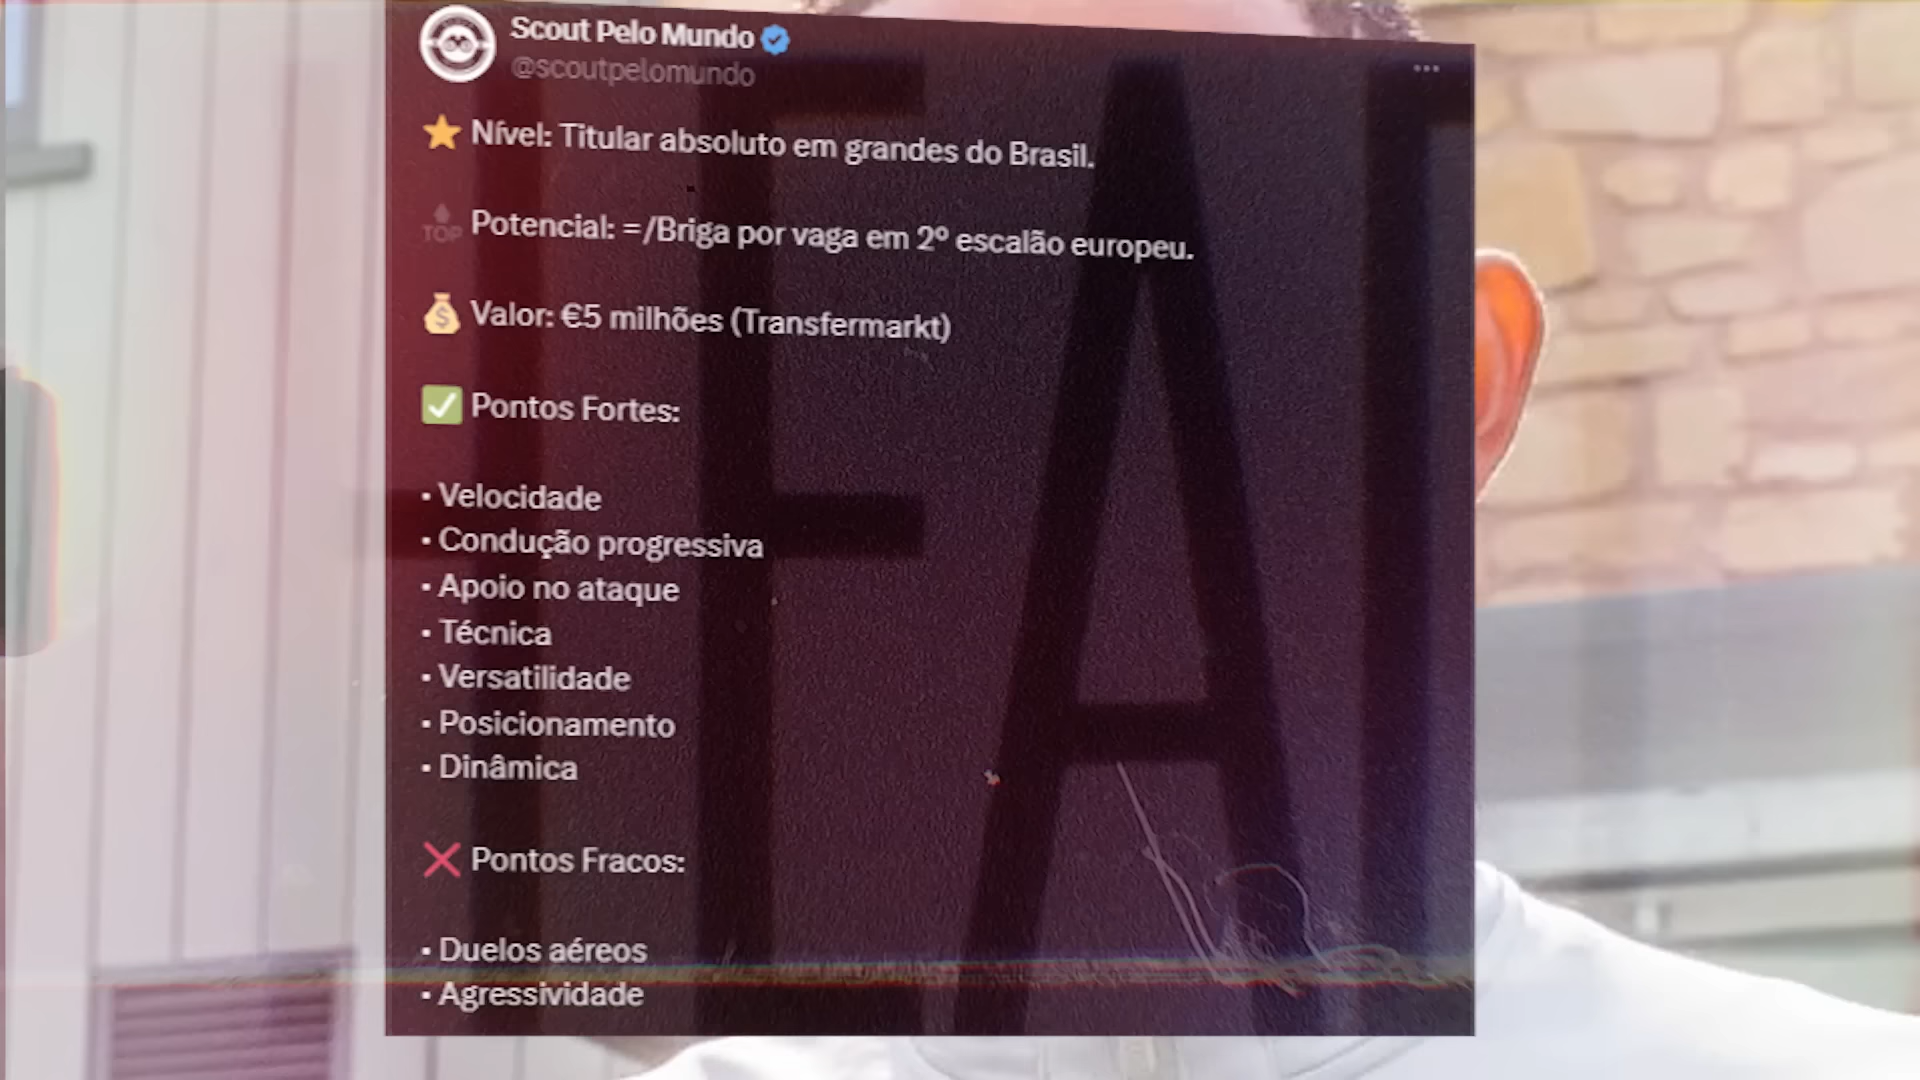 Scout Pelo Mundo
@scoutpelomundo
Nível: Titular absoluto em grandes do Brasil.
TOP Potencial: =/Briga por vaga em 2º escalão europeu.
Valor: €5 milhões (Transfermarkt)
Pontos Fortes:
• Velocidade
• Condução progressiva
• Apoio no ataque
• Técnica
• Versatilidade
• Posicionamento
• Dinâmica
Pontos Fracos:
• Duelos aéreos
• Agressividade